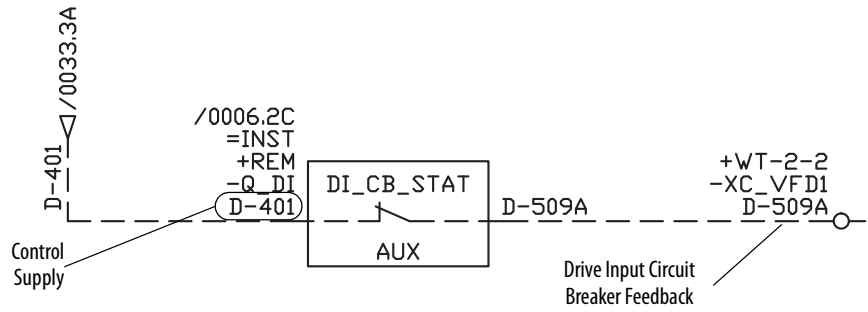 /0033.3A
D-401
/0006.2C
=INST
+REM
-Q_DI
D-401
DI_CB_STAT
AUX
D-509A
+WT-2-2
-XC_VFD1
D-509A
Control
Supply
Drive Input Circuit
Breaker Feedback